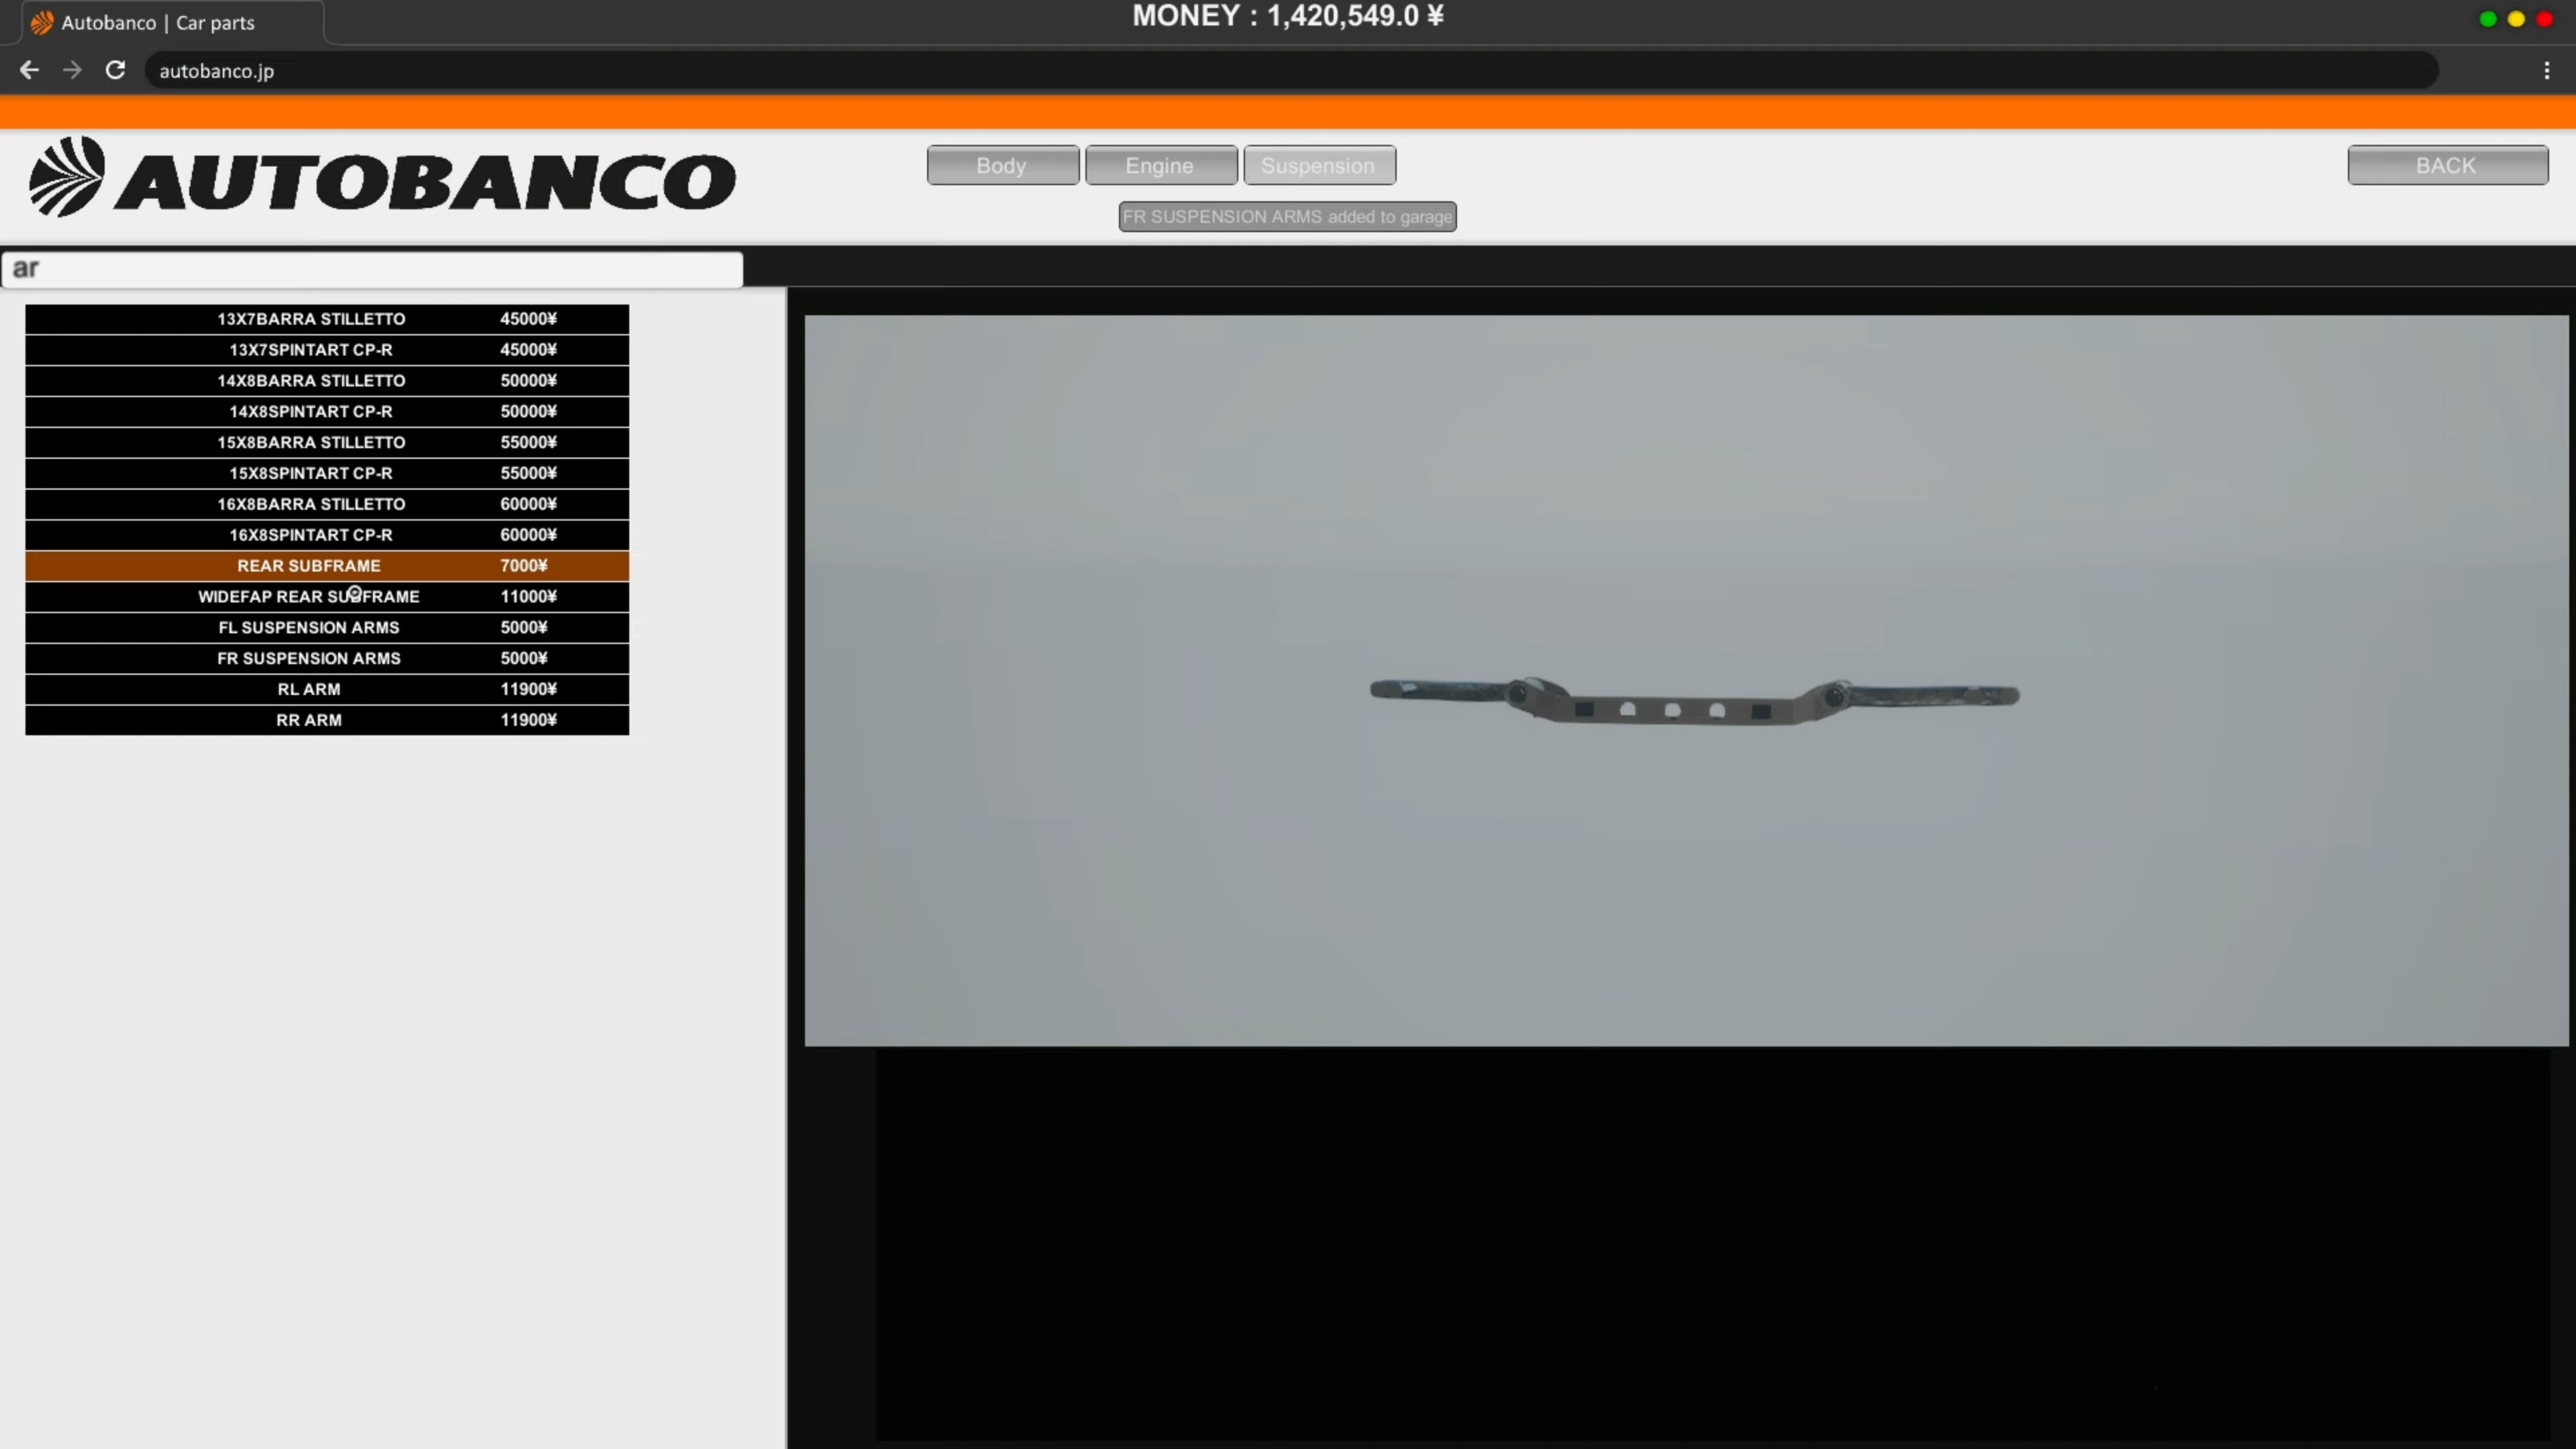 Autobanco | Car parts
MONEY : 1,420,549.0 ¥
autobanco.jp
AUTOBANCO
Body
Engine
Suspension
BACK
FR SUSPENSION ARMS added to garage
ar
13X7BARRA STILLETTO 45000¥
13X7SPINTART CP-R 45000¥
14X8BARRA STILLETTO 50000¥
14X8SPINTART CP-R 50000¥
15X8BARRA STILLETTO 55000¥
15X8SPINTART CP-R 55000¥
16X8BARRA STILLETTO 60000¥
16X8SPINTART CP-R 60000¥
REAR SUBFRAME 7000¥
WIDEFAP REAR SUBFRAME 11000¥
FL SUSPENSION ARMS 5000¥
FR SUSPENSION ARMS 5000¥
RL ARM 11900¥
RR ARM 11900¥